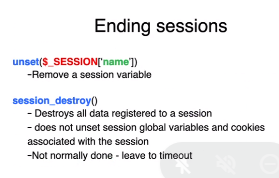 Ending sessions
unset($_SESSION['name'])
-Remove a session variable
session_destroy()
- Destroys all data registered to a session
- does not unset session global variables and cookies
associated with the session
-Not normally done - leave to timeout